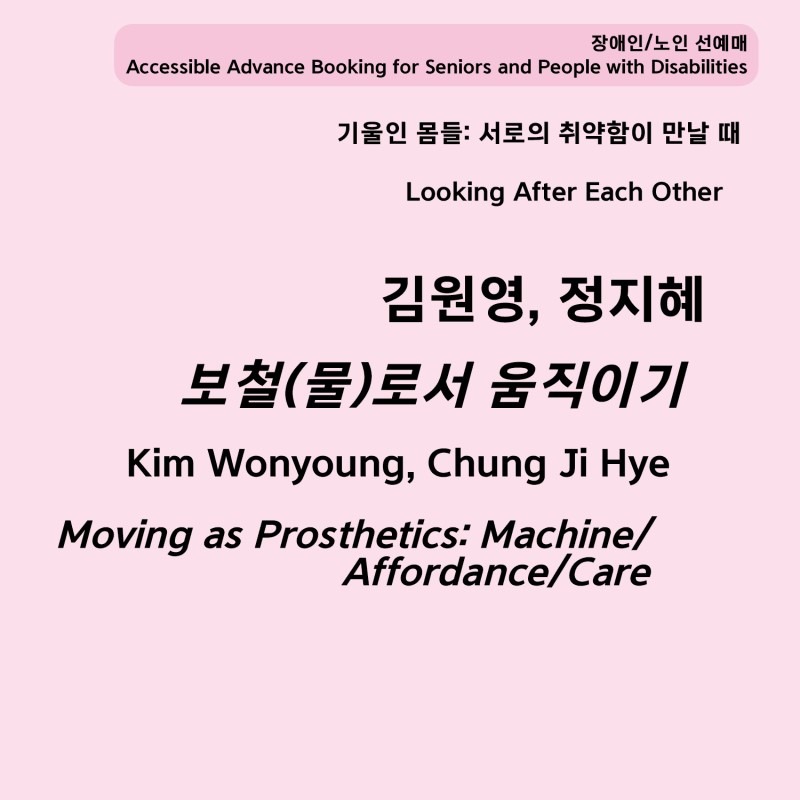 장애인/노인 선예매
Accessible Advance Booking for Seniors and People with Disabilities
기울인 몸들: 서로의 취약함이 만날 때
Looking After Each Other
김원영, 정지혜
보철(물)로서 움직이기
Kim Wonyoung, Chung Ji Hye
Moving as Prosthetics: Machine/
Affordance/Care